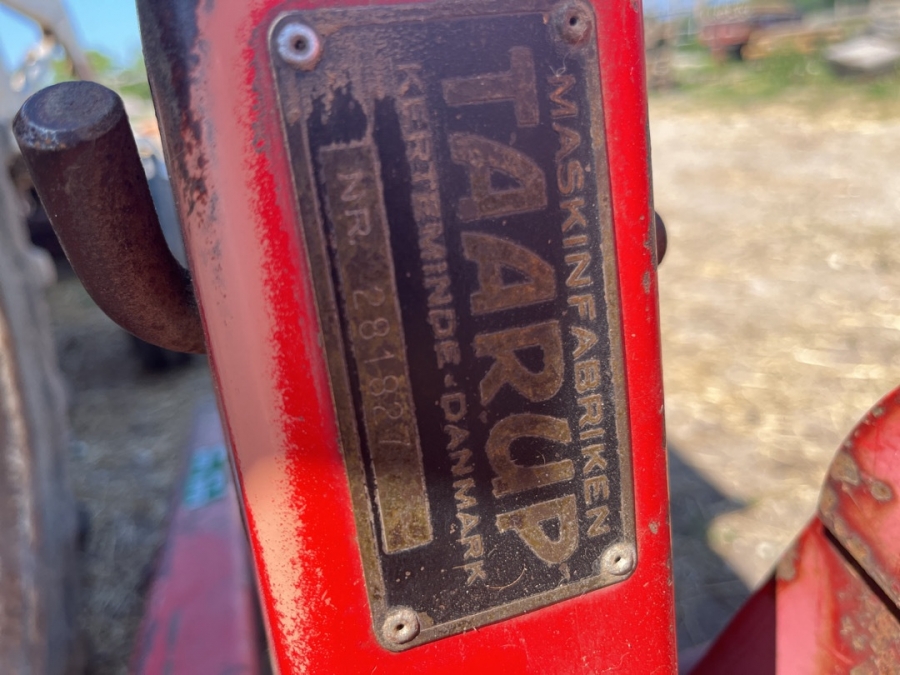 MASKINFABRIKEN
TAARUP
KERTEMINDE-DANMARK
NR. 281827